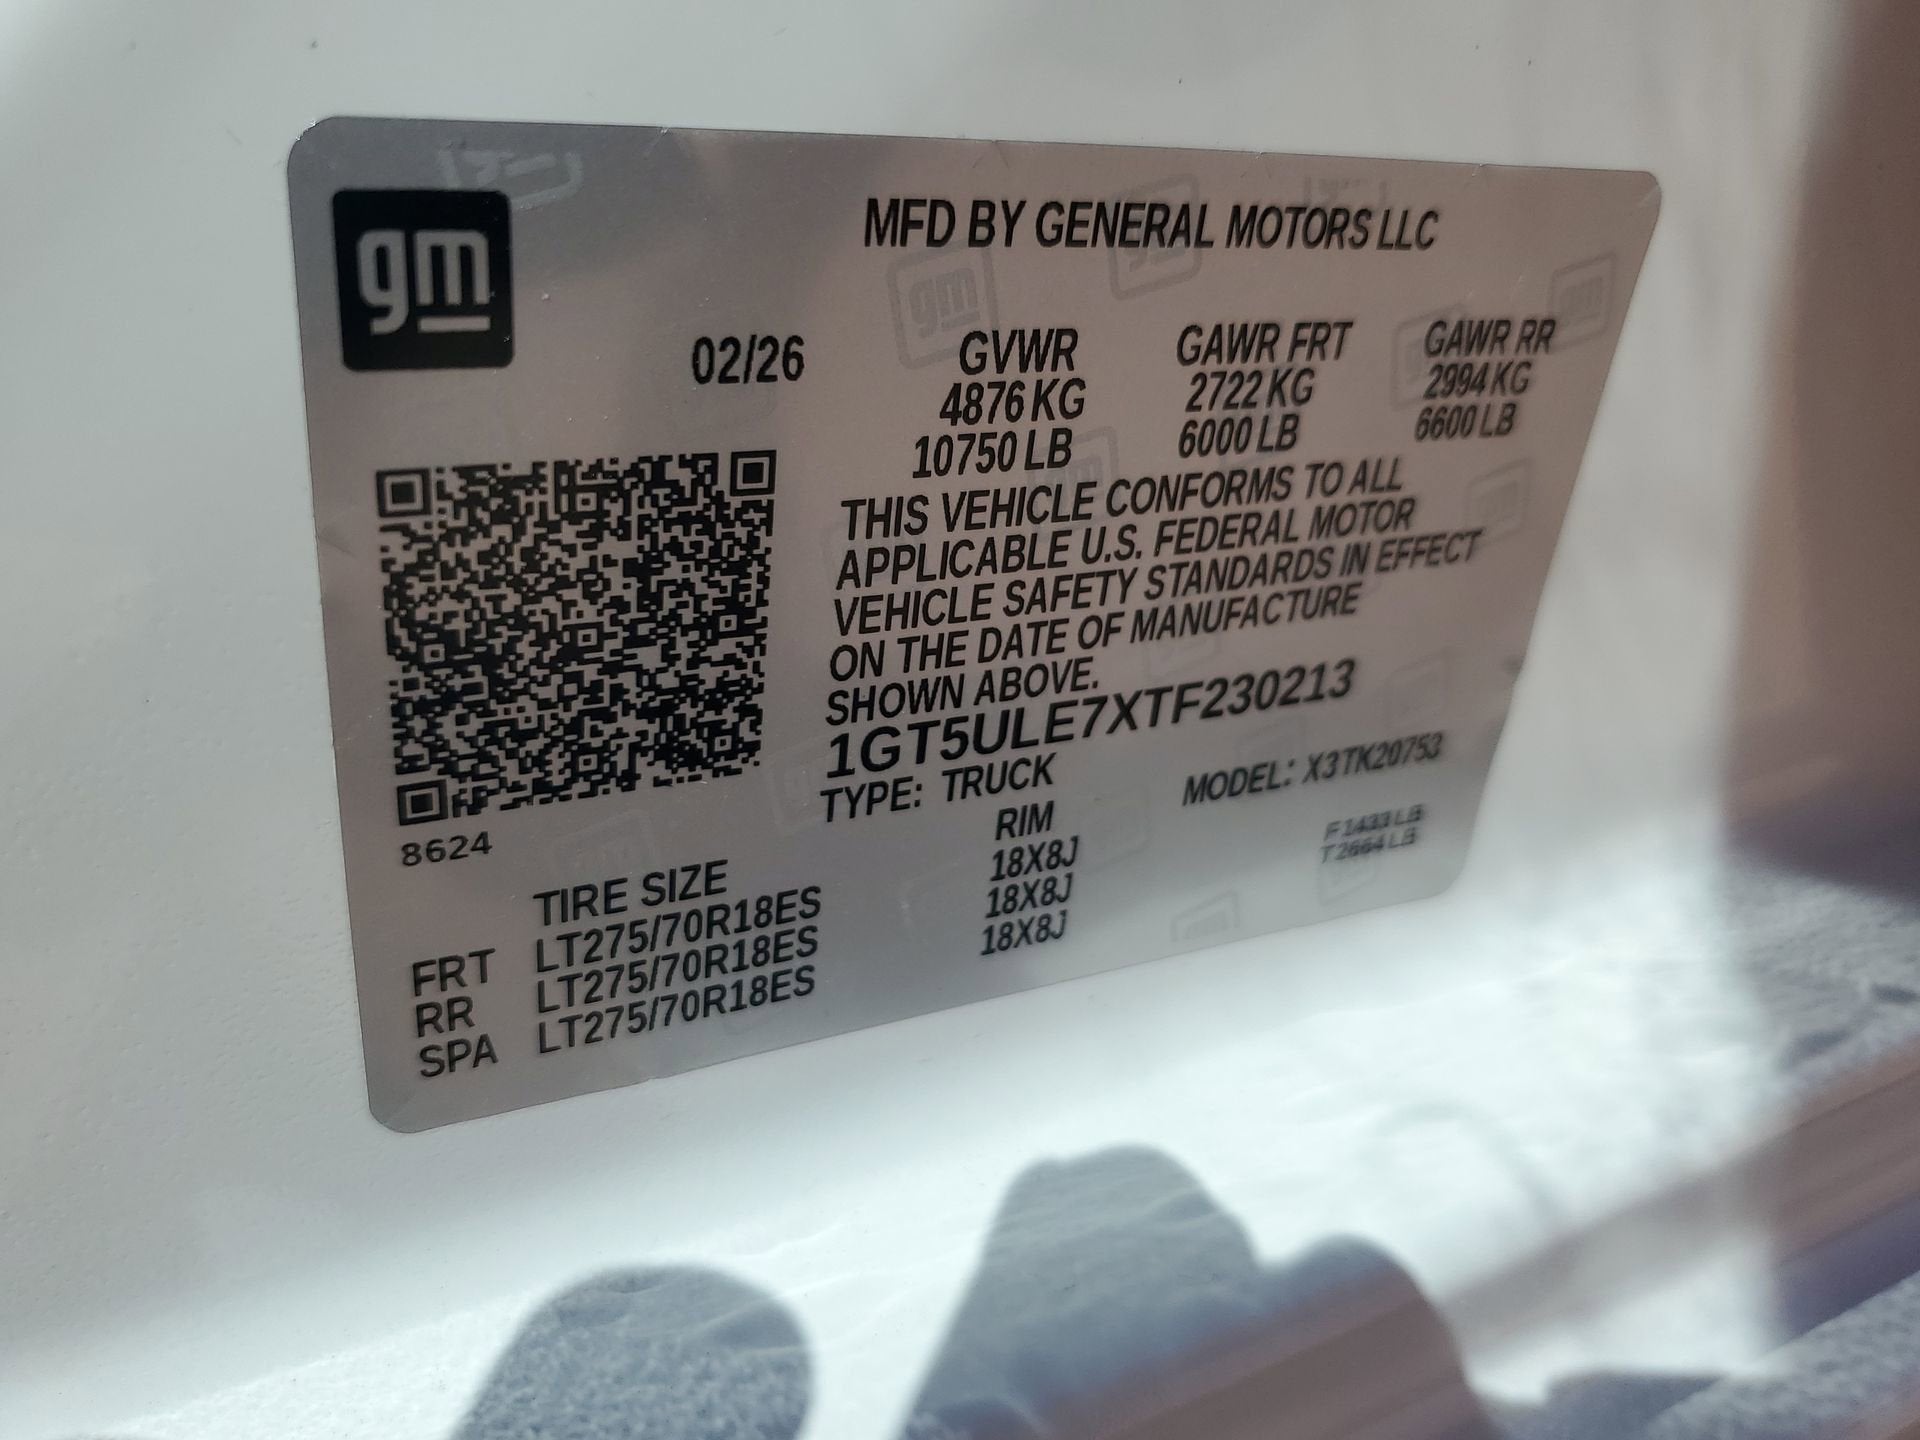 gm
MFD BY GENERAL MOTORS LLC
02/26
GVWR GAWR FRT GAWR RR
4876 KG 2722 KG 2994 KG
10750 LB 6000 LB 6600 LB
THIS VEHICLE CONFORMS TO ALL
APPLICABLE U.S. FEDERAL MOTOR
VEHICLE SAFETY STANDARDS IN EFFECT
ON THE DATE OF MANUFACTURE
SHOWN ABOVE.
1GT5ULE7XTF230213
TYPE: TRUCK MODEL: X3TK20753
8624
TIRE SIZE RIM
FRT LT275/70R18ES 18X8J
RR LT275/70R18ES 18X8J
SPA LT275/70R18ES 18X8J
F 1433 LB
T 2664 LB